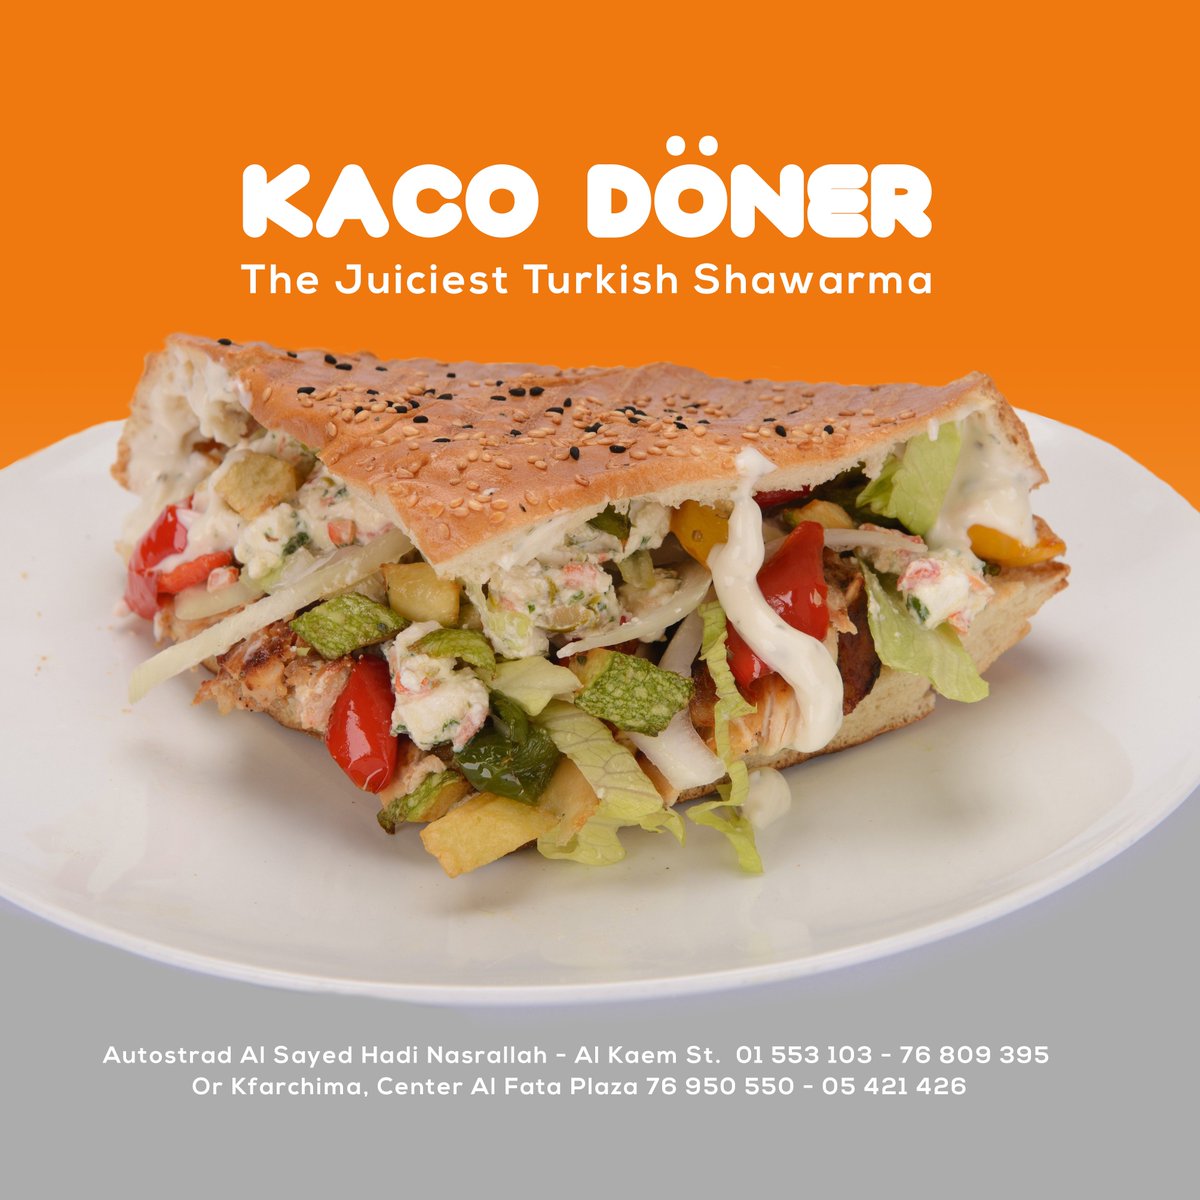 KACO DÖNER
The Juiciest Turkish Shawarma
Autostrad Al Sayed Hadi Nasrallah - Al Kaem St. 01 553 103 - 76 809 395
Or Kfarchima, Center Al Fata Plaza 76 950 550 - 05 421 426